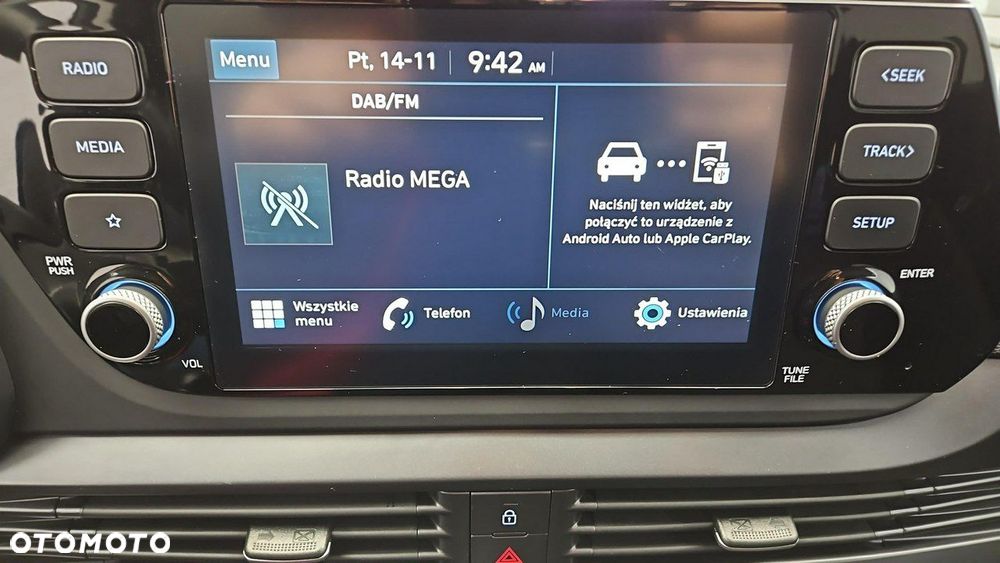 RADIO
MEDIA
PWR
PUSH
VOL
Menu
Pt, 14-11
9:42 AM
DAB/FM
Radio MEGA
Naciśnij ten widżet, aby
połączyć to urządzenie z
Android Auto lub Apple CarPlay.
Wszystkie
menu
Telefon
Media
Ustawienia
<SEEK
TRACK>
SETUP
ENTER
TUNE
FILE
OTOMOTO